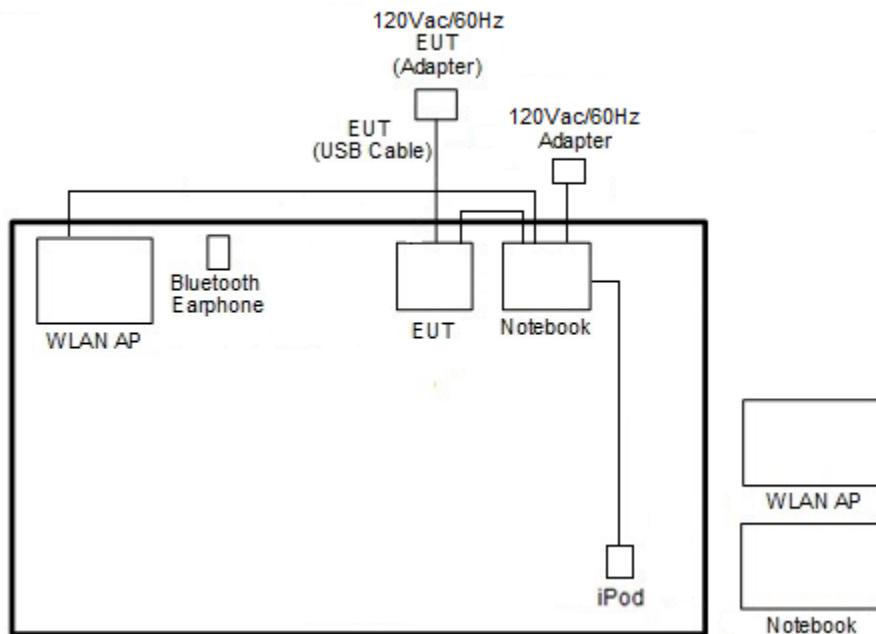 120Vac/60Hz
EUT
(Adapter)
EUT
(USB Cable)
120Vac/60Hz
Adapter
Bluetooth
Earphone
WLAN AP
EUT
Notebook
iPod
WLAN AP
Notebook